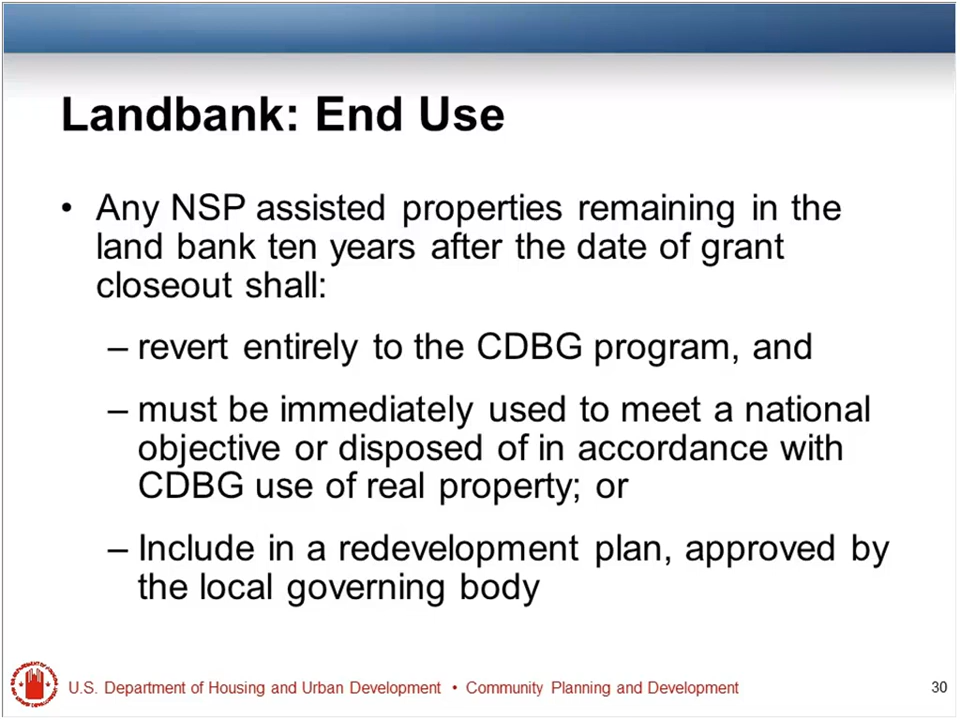 Landbank: End Use
• Any NSP assisted properties remaining in the
land bank ten years after the date of grant
closeout shall:
– revert entirely to the CDBG program, and
– must be immediately used to meet a national
objective or disposed of in accordance with
CDBG use of real property; or
– Include in a redevelopment plan, approved by
the local governing body
U.S. Department of Housing and Urban Development • Community Planning and Development
30